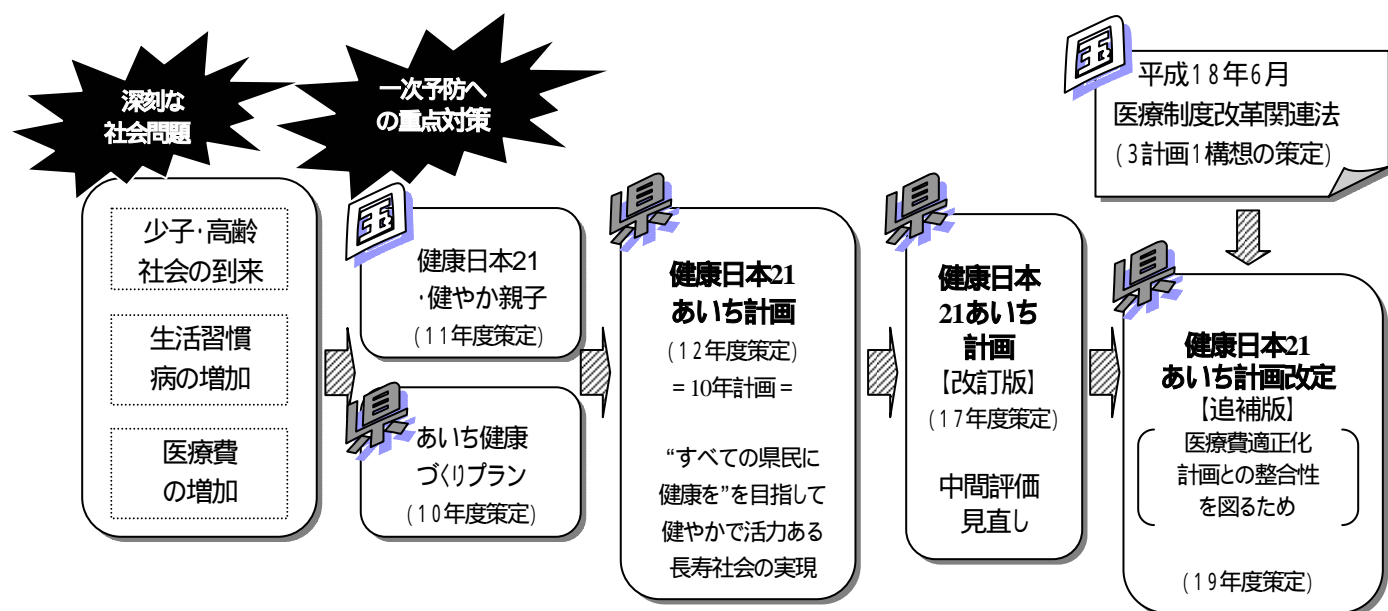 深刻な
社会問題
少子・高齢
社会の到来
生活習慣
病の増加
医療費
の増加
一次予防へ
の重点対策
国
健康日本21
・健やか親子
(11年度策定)
県
あいち健康
づくりプラン
(10年度策定)
県
健康日本21
あいち計画
(12年度策定)
=10年計画=
“すべての県民に
健康を”を目指して
健やかで活力ある
長寿社会の実現
県
健康日本
21あいち
計画
【改訂版】
(17年度策定)
中間評価
見直し
国
平成18年6月
医療制度改革関連法
(3計画1構想の策定)
県
健康日本21
あいち計画改定
【追補版】
医療費適正化
計画との整合性
を図るため
(19年度策定)